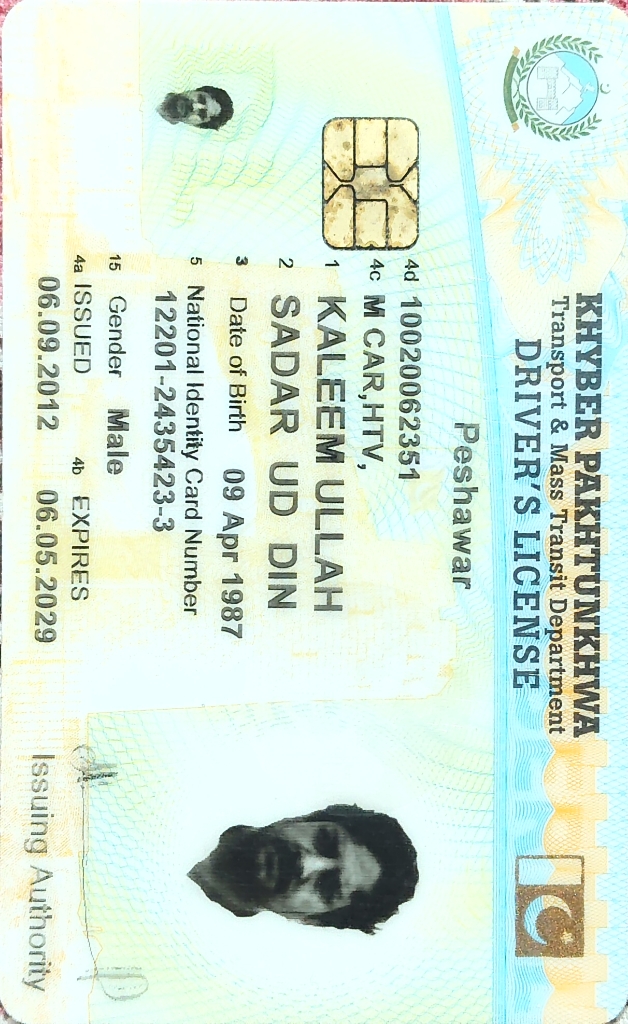 KHYBER PAKHTUNKHWA
Transport & Mass Transit Department
DRIVER'S LICENSE
Peshawar
4d 10020062351
4c M CAR,HTV,
1 KALEEM ULLAH
2 SADAR UD DIN
3 Date of Birth 09 Apr 1987
5 National Identity Card Number
12201-2435423-3
15 Gender Male
4a ISSUED 4b EXPIRES
06.09.2012 06.05.2029
Issuing Authority